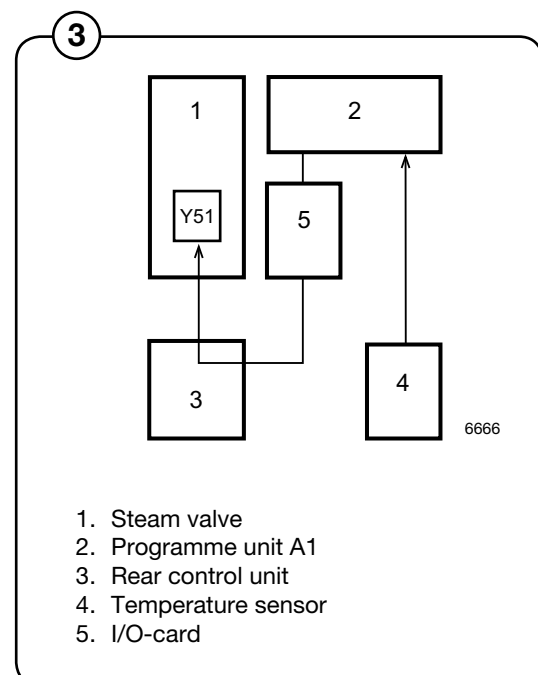 3
1
2
Y51
5
3
4
6666
1. Steam valve
2. Programme unit A1
3. Rear control unit
4. Temperature sensor
5. I/O-card